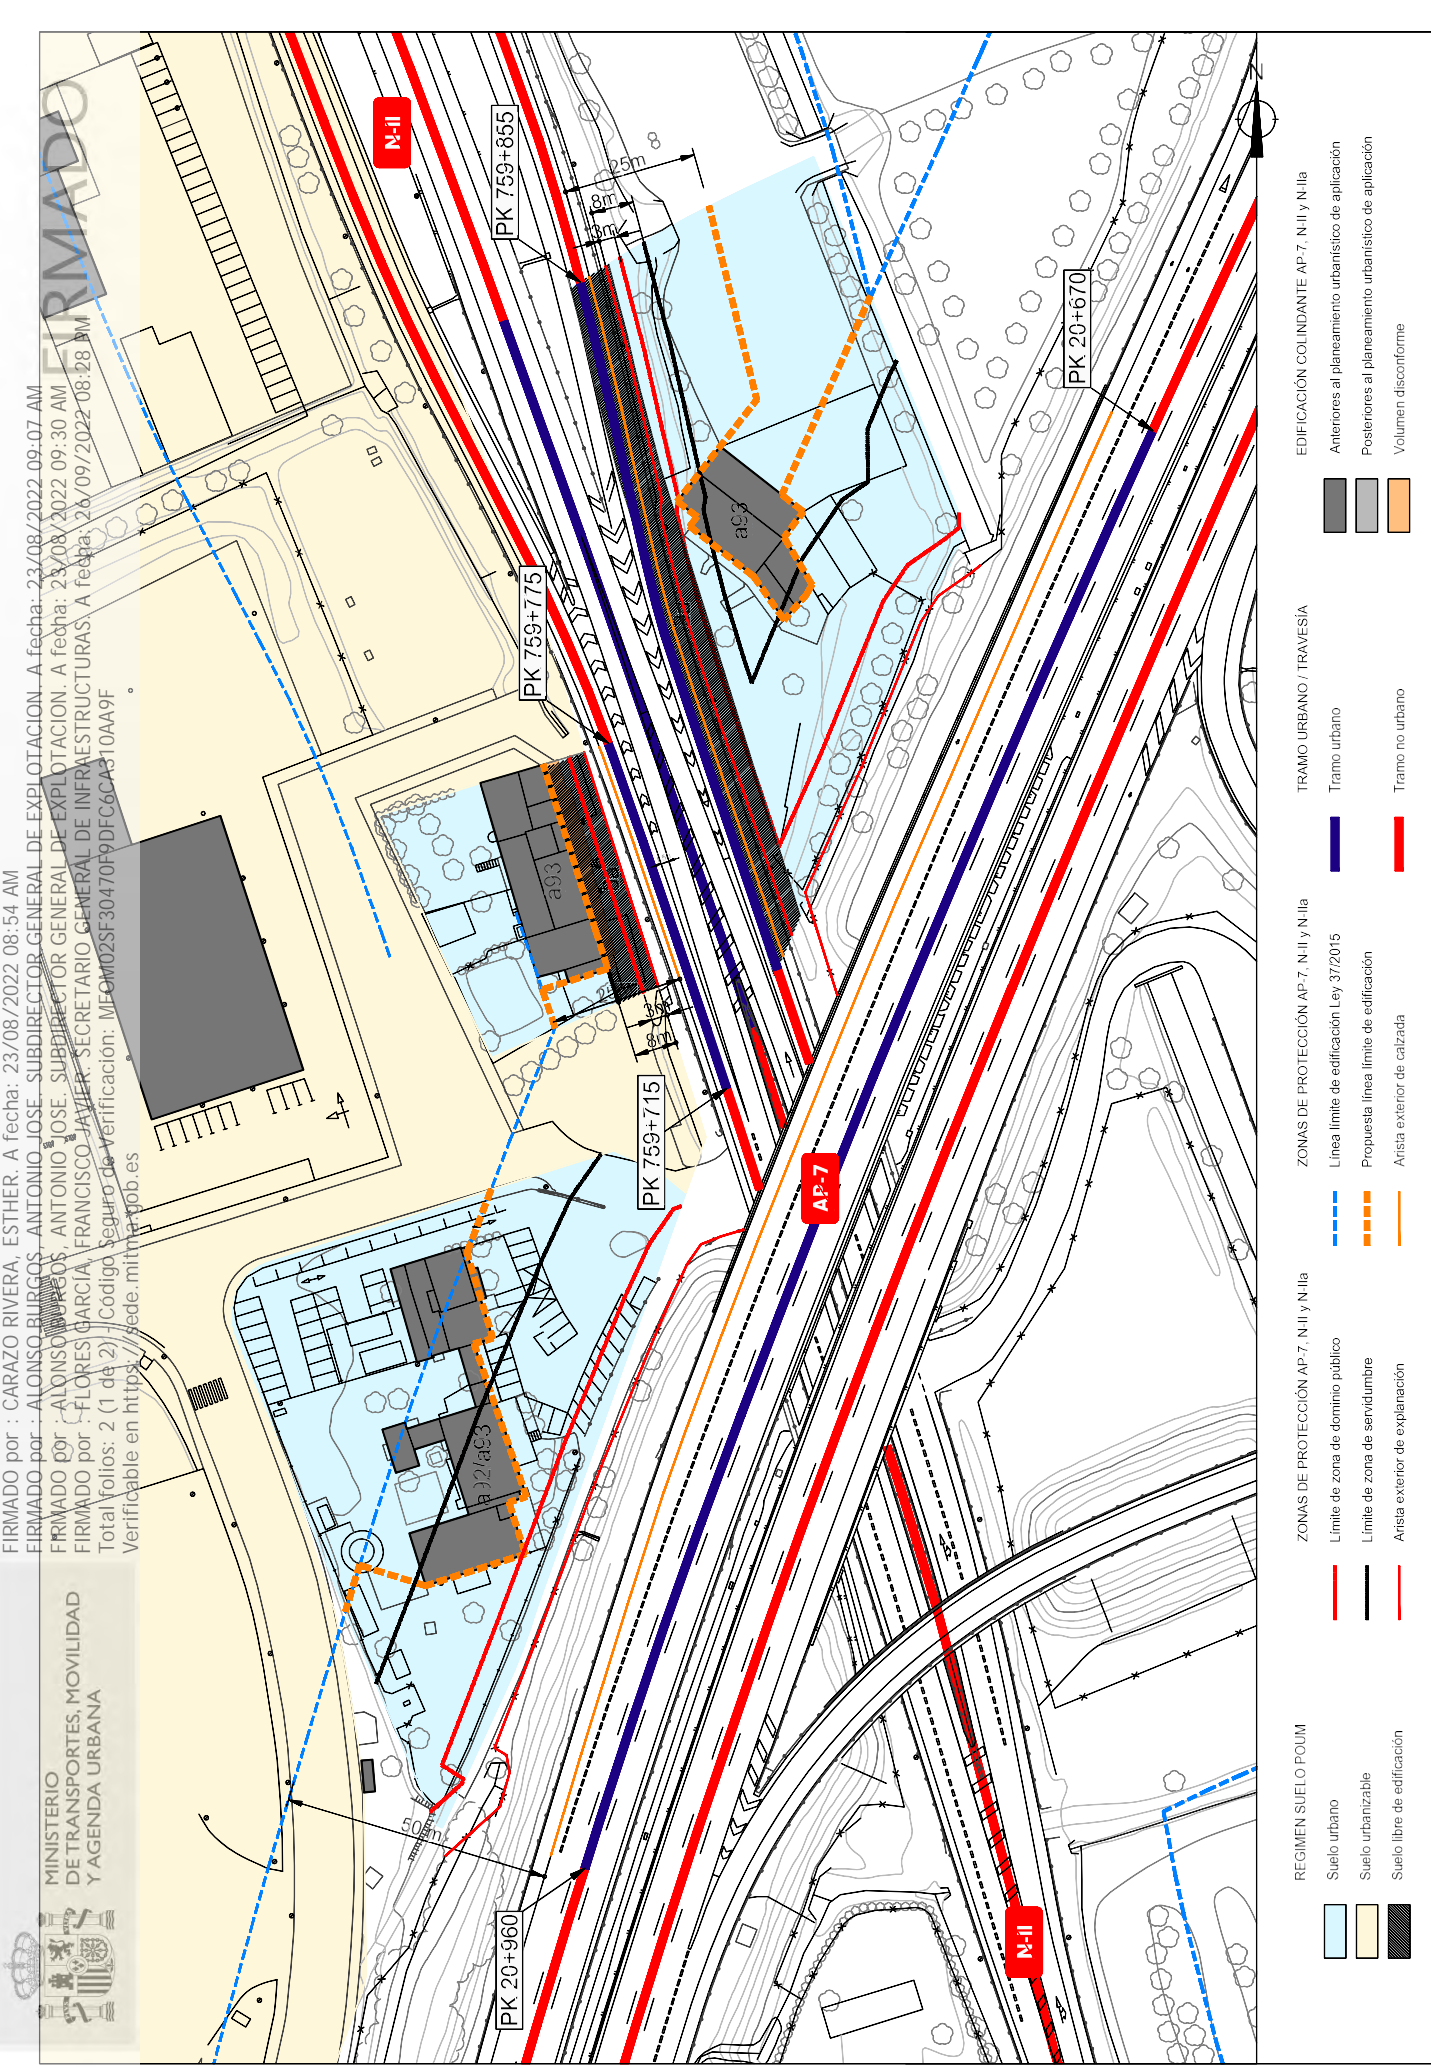 FIRMADO por : CARAZO RIVERA, ESTHER. A fecha: 23/08/2022 08:54 AM
FIRMADO por : ALONSO BURGOS, ANTONIO JOSE. SUBDIRECTOR GENERAL DE EXPLOTACION. A fecha: 23/08/2022 09:07 AM
FIRMADO por : ALONSO BURGOS, ANTONIO JOSE. SUBDIRECTOR GENERAL DE EXPLOTACION. A fecha: 23/08/2022 09:30 AM
FIRMADO por : FLORES GARCÍA, FRANCISCO JAVIER. SECRETARIO GENERAL DE INFRAESTRUCTURAS. A fecha: 26/09/2022 08:28 PM
Total folios: 2 (1 de 2) - Código Seguro de Verificación: MFOM02SF30470F9DFC6CA310AA9F
Verificable en https://sede.mitma.gob.es
FIRMADO
MINISTERIO
DE TRANSPORTES, MOVILIDAD
Y AGENDA URBANA
N-II
PK 759+855
25m
8m
3m
PK 20+670
a93
PK 759+775
a93
25m
3m
8m
PK 759+715
AP-7
a92/a93
50m
PK 20+960
N-II
REGIMEN SUELO POUM
Suelo urbano
Suelo urbanizable
Suelo libre de edificación
ZONAS DE PROTECCIÓN AP-7, N-II y N-IIa
Límite de zona de dominio público
Límite de zona de servidumbre
Arista exterior de explanación
ZONAS DE PROTECCIÓN AP-7, N-II y N-IIa
Línea límite de edificación Ley 37/2015
Propuesta línea límite de edificación
Arista exterior de calzada
TRAMO URBANO / TRAVESÍA
Tramo urbano
Tramo no urbano
EDIFICACIÓN COLINDANTE AP-7, N-II y N-IIa
Anteriores al planeamiento urbanístico de aplicación
Posteriores al planeamiento urbanístico de aplicación
Volumen disconforme